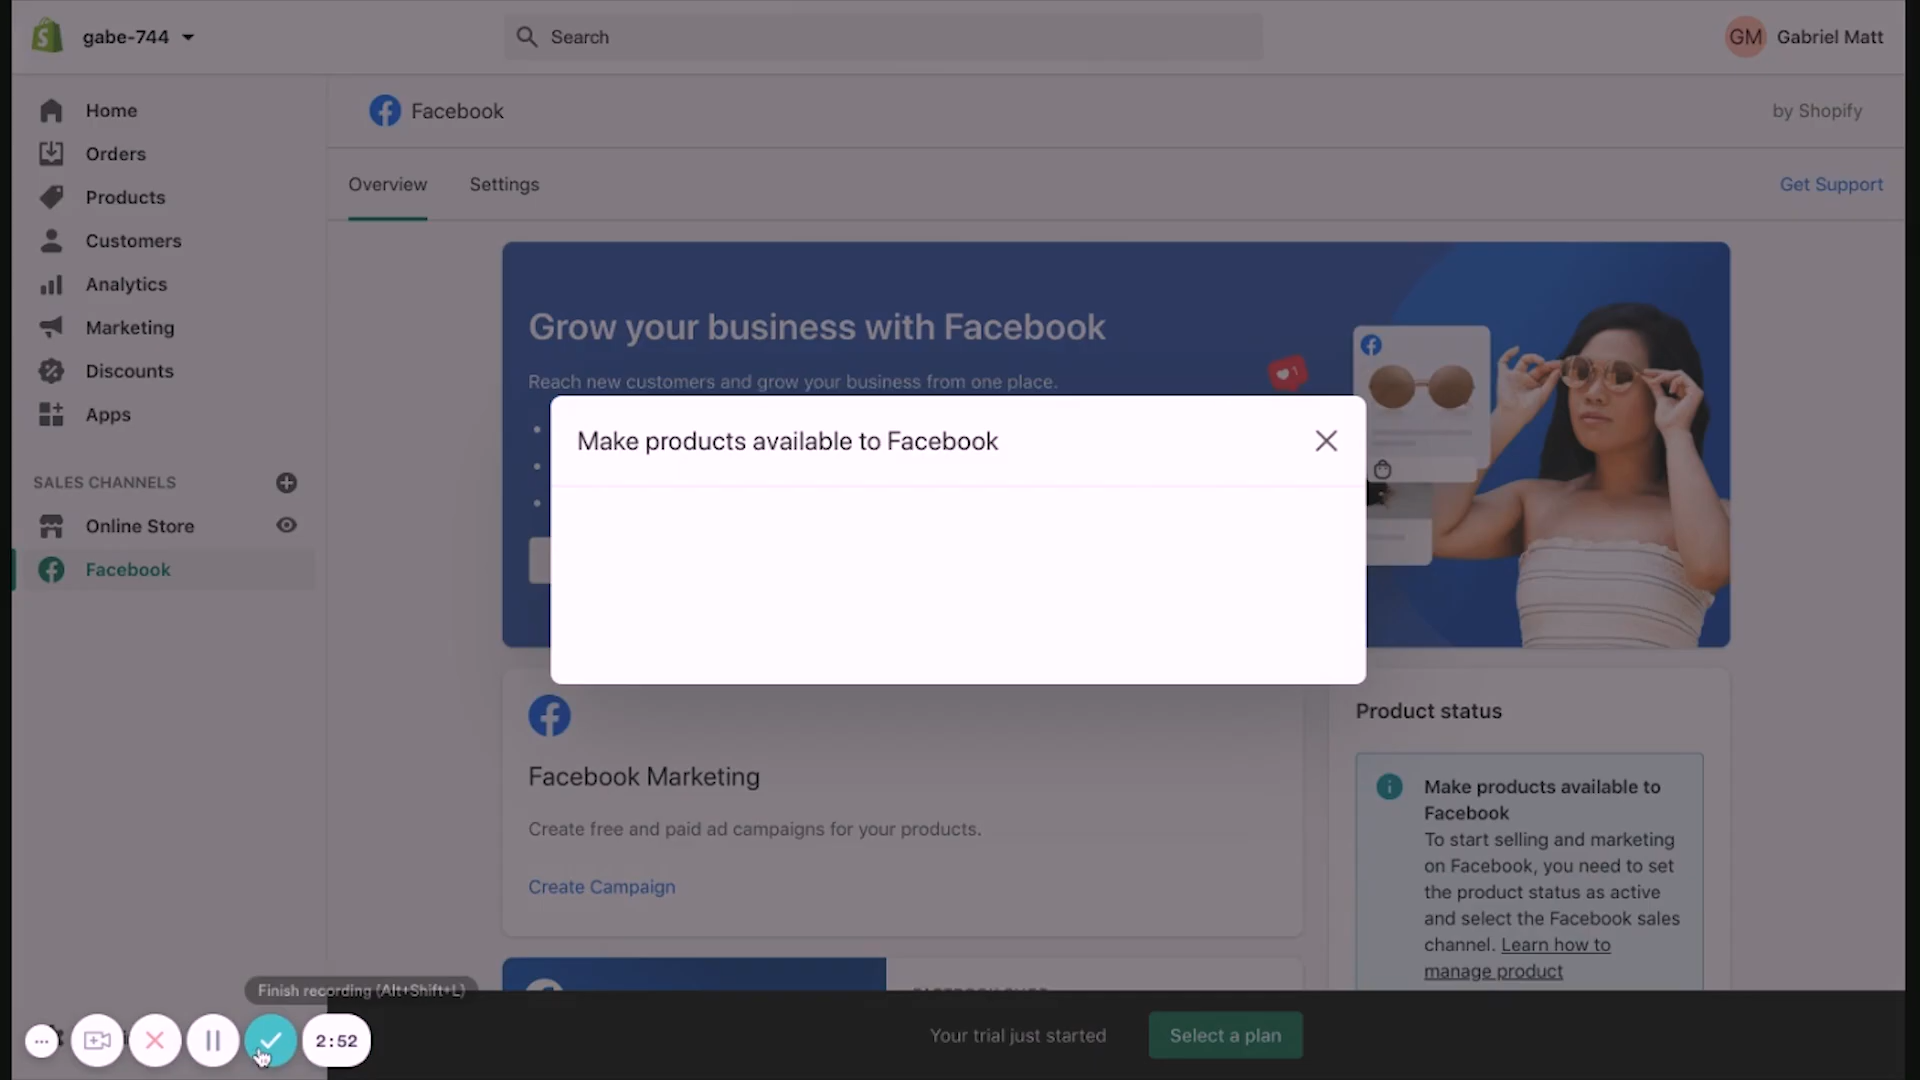 gabe-744
Search
GM Gabriel Matt
Home
Orders
Products
Customers
Analytics
Marketing
Discounts
Apps
SALES CHANNELS
Online Store
Facebook
Facebook
by Shopify
Overview
Settings
Get Support
Grow your business with Facebook
Reach new customers and grow your business from one place.
1
Make products available to Facebook
Facebook Marketing
Create free and paid ad campaigns for your products.
Create Campaign
Product status
Make products available to
Facebook
To start selling and marketing
on Facebook, you need to set
the product status as active
and select the Facebook sales
channel. Learn how to
manage product
Finish recording (Alt+Shift+L)
2:52
Your trial just started
Select a plan